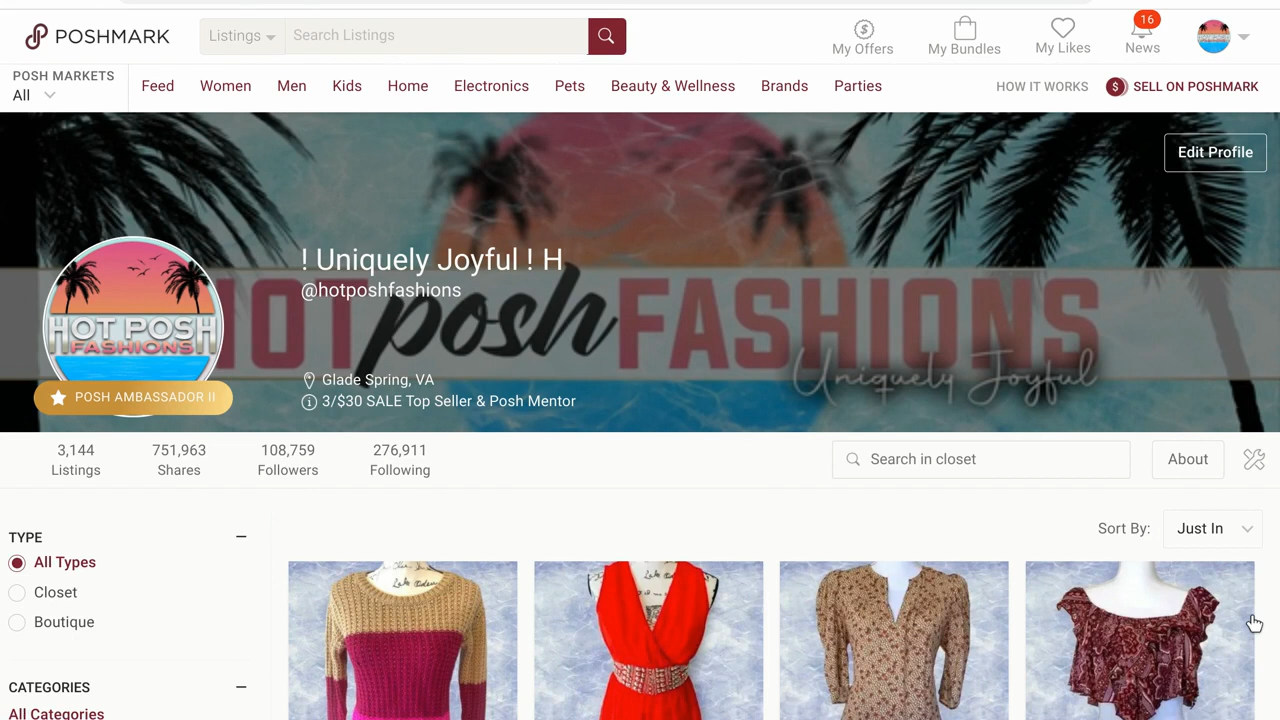 POSHMARK
Listings
Search Listings
My Offers
My Bundles
My Likes
16
News
POSH MARKETS
All
Feed
Women
Men
Kids
Home
Electronics
Pets
Beauty & Wellness
Brands
Parties
HOW IT WORKS
$ SELL ON POSHMARK
Edit Profile
! Uniquely Joyful ! H
@hotposhfashions
HOT posh FASHIONS
Uniquely Joyful
HOT POSH
FASHIONS
POSH AMBASSADOR II
Glade Spring, VA
3/$30 SALE Top Seller & Posh Mentor
3,144
Listings
751,963
Shares
108,759
Followers
276,911
Following
Search in closet
About
Sort By:
Just In
TYPE
All Types
Closet
Boutique
CATEGORIES
All Categories